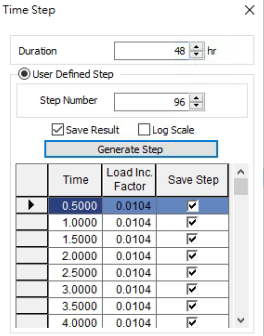 Time Step
Duration 48 hr
User Defined Step
Step Number 96
Save Result Log Scale
Generate Step
Time Load Inc. Factor Save Step
0.5000 0.0104
1.0000 0.0104
1.5000 0.0104
2.0000 0.0104
2.5000 0.0104
3.0000 0.0104
3.5000 0.0104
4.0000 0.0104